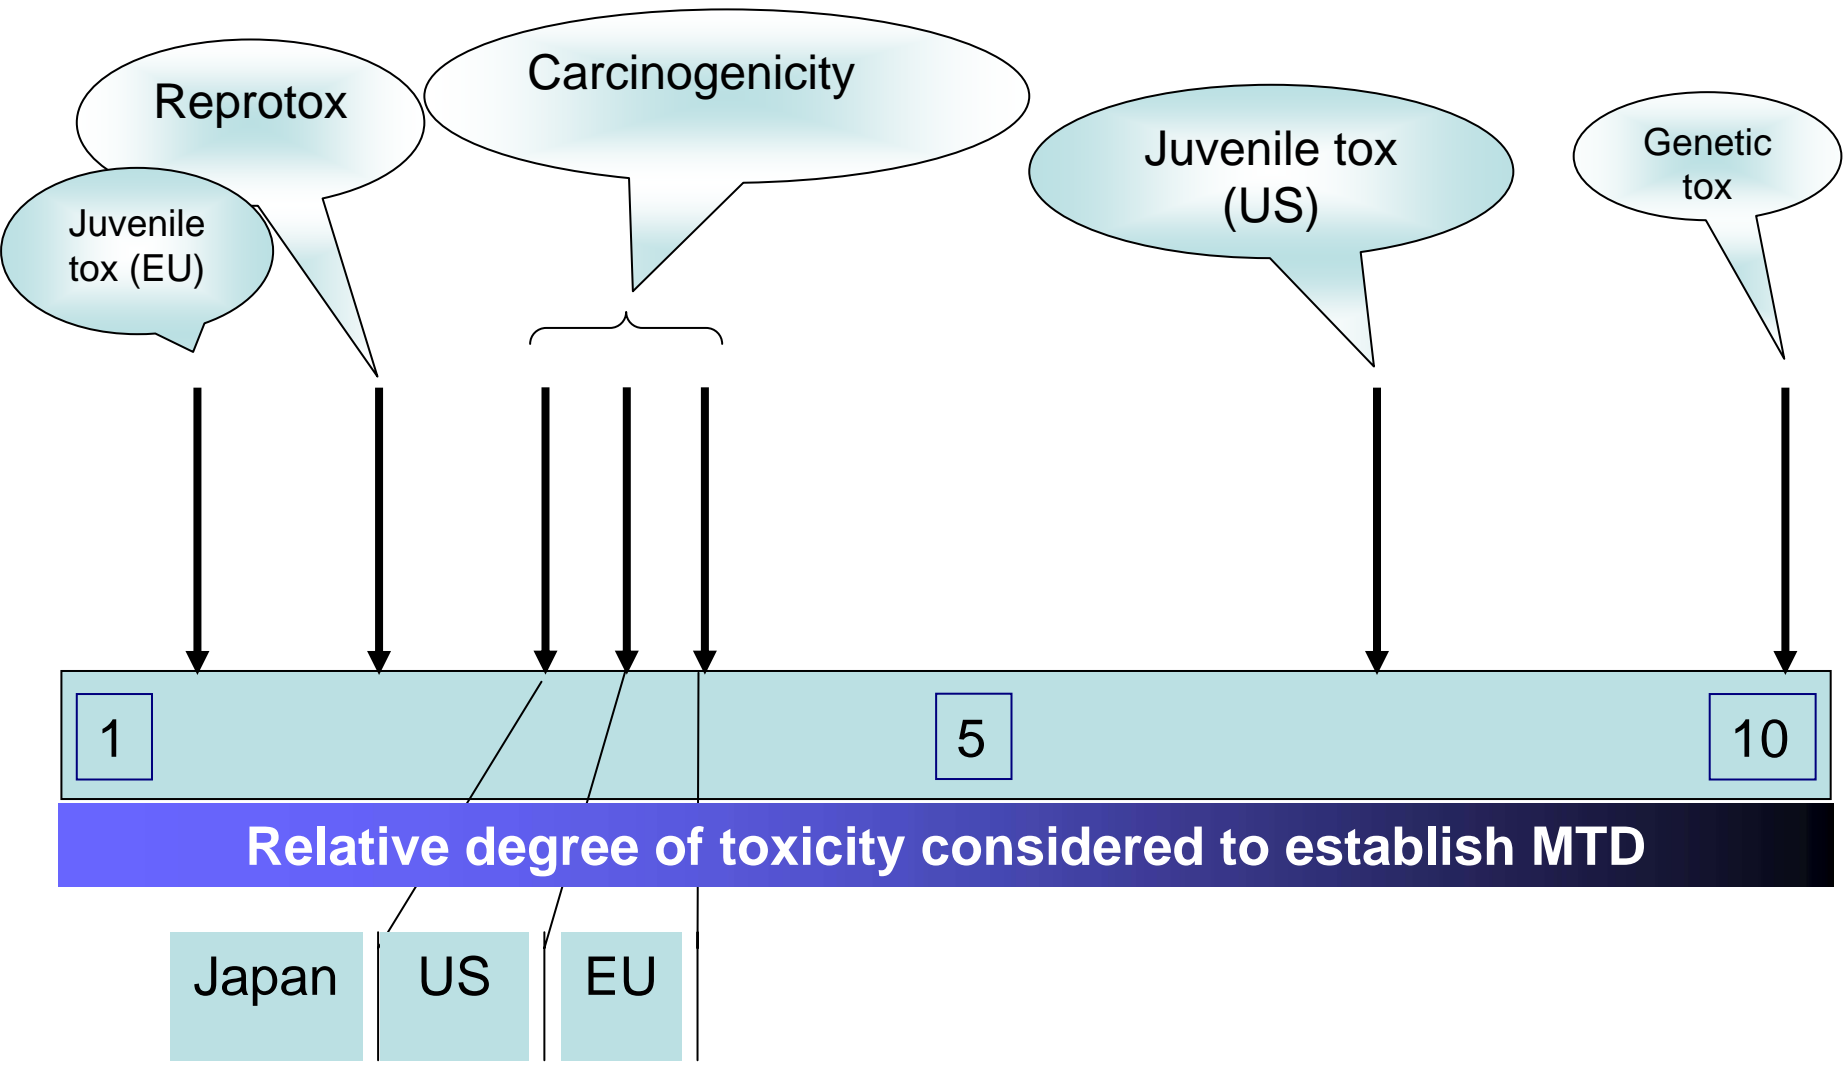 Carcinogenicity
Reprotox
Juvenile tox
(US)
Genetic
tox
Juvenile
tox (EU)
1
5
10
Relative degree of toxicity considered to establish MTD
Japan
US
EU